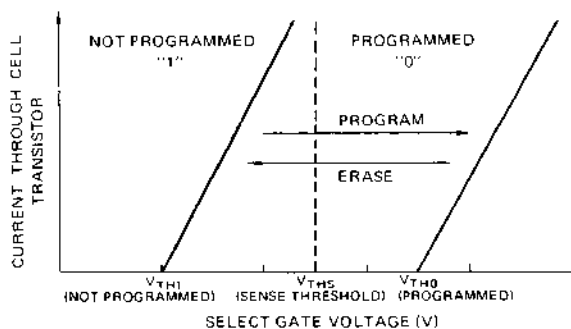 NOT PROGRAMMED
"1"
PROGRAMMED
"0"
PROGRAM
ERASE
CURRENT THROUGH CELL
TRANSISTOR
VTH1
(NOT PROGRAMMED)
VTHS
(SENSE THRESHOLD)
VTH0
(PROGRAMMED)
SELECT GATE VOLTAGE (V)